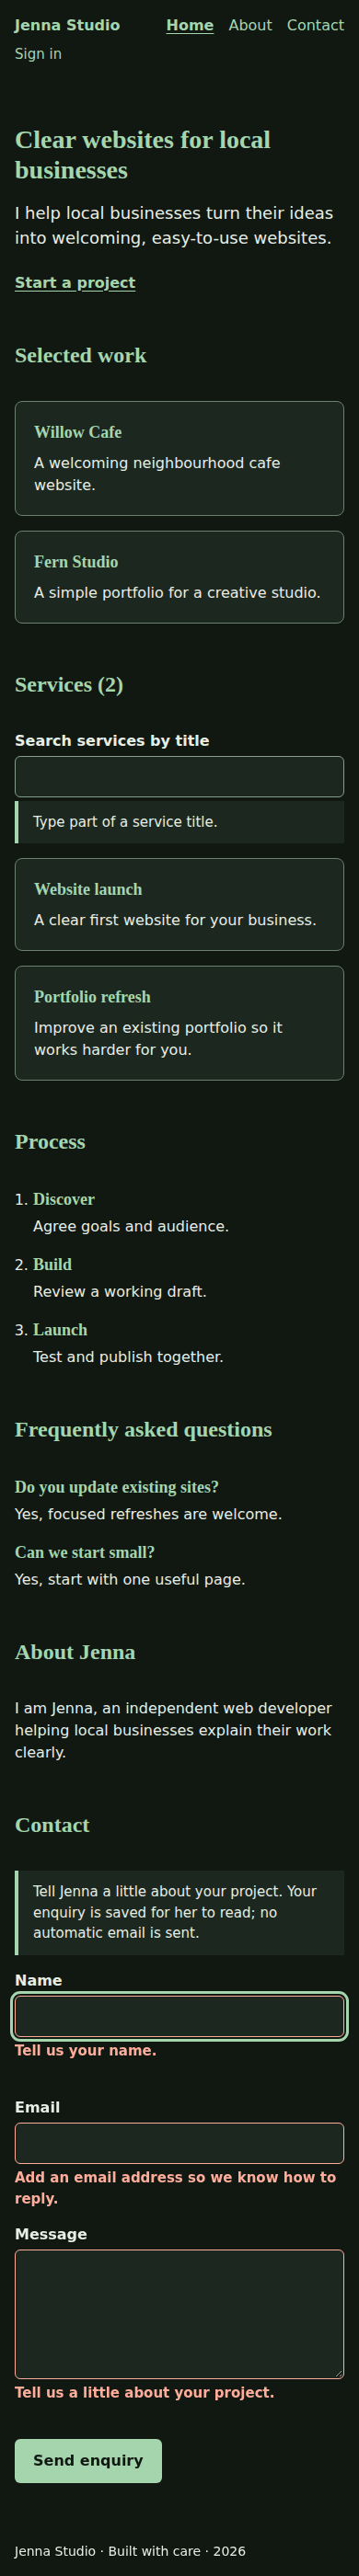 Jenna Studio Home About Contact
Sign in
Clear websites for local
businesses
I help local businesses turn their ideas
into welcoming, easy-to-use websites.
Start a project
Selected work
Willow Cafe
A welcoming neighbourhood cafe
website.
Fern Studio
A simple portfolio for a creative studio.
Services (2)
Search services by title
Type part of a service title.
Website launch
A clear first website for your business.
Portfolio refresh
Improve an existing portfolio so it
works harder for you.
Process
1. Discover
Agree goals and audience.
2. Build
Review a working draft.
3. Launch
Test and publish together.
Frequently asked questions
Do you update existing sites?
Yes, focused refreshes are welcome.
Can we start small?
Yes, start with one useful page.
About Jenna
I am Jenna, an independent web developer
helping local businesses explain their work
clearly.
Contact
Tell Jenna a little about your project. Your
enquiry is saved for her to read; no
automatic email is sent.
Name
Tell us your name.
Email
Add an email address so we know how to
reply.
Message
Tell us a little about your project.
Send enquiry
Jenna Studio · Built with care · 2026